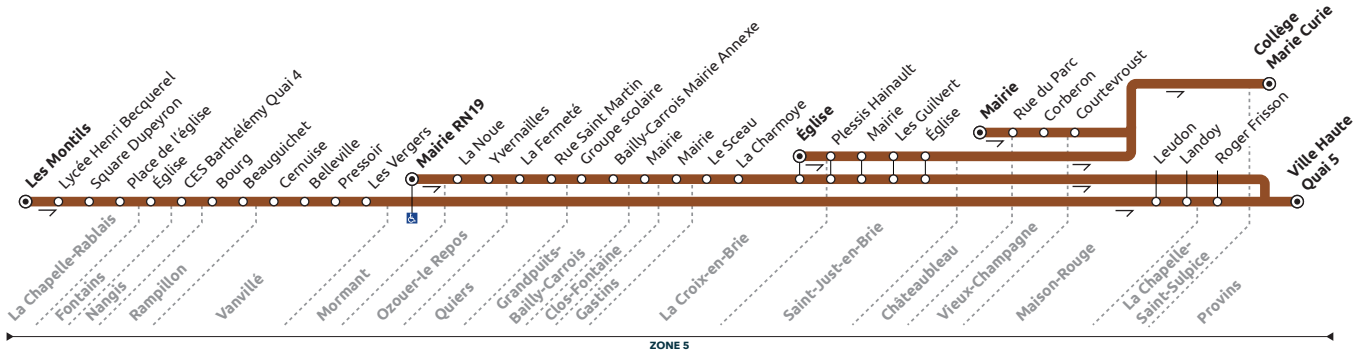 Les Montils
Lycée Henri Becquerel
Square Dupeyron
Place de l'église
Église
CES Barthélémy Quai 4
Bourg
Beauguichet
Cernuise
Belleville
Pressoir
Les Vergers
Mairie RN19
La Noue
Yvernailles
La Fermeté
Rue Saint Martin
Groupe scolaire
Bailly-Carrois Mairie Annexe
Mairie
Mairie
Le Sceau
La Charmoye
Église
Plessis Hainault
Mairie
Les Guilvert
Église
Mairie
Rue du Parc
Corberon
Courtevroust
Collège
Marie Curie
Leudon
Landoy
Roger Frisson
Ville Haute
Quai 5
La Chapelle-Rablais
Fontains
Nangis
Rampillon
Vanvillé
Mormant
Ozouer-le Repos
Quiers
Grandpuits-
Bailly-Carrois
Clos-Fontaine
Gastins
La Croix-en-Brie
Saint-Just-en-Brie
Châteaubleau
Vieux-Champagne
Maison-Rouge
La Chapelle-
Saint-Sulpice
Provins
ZONE 5